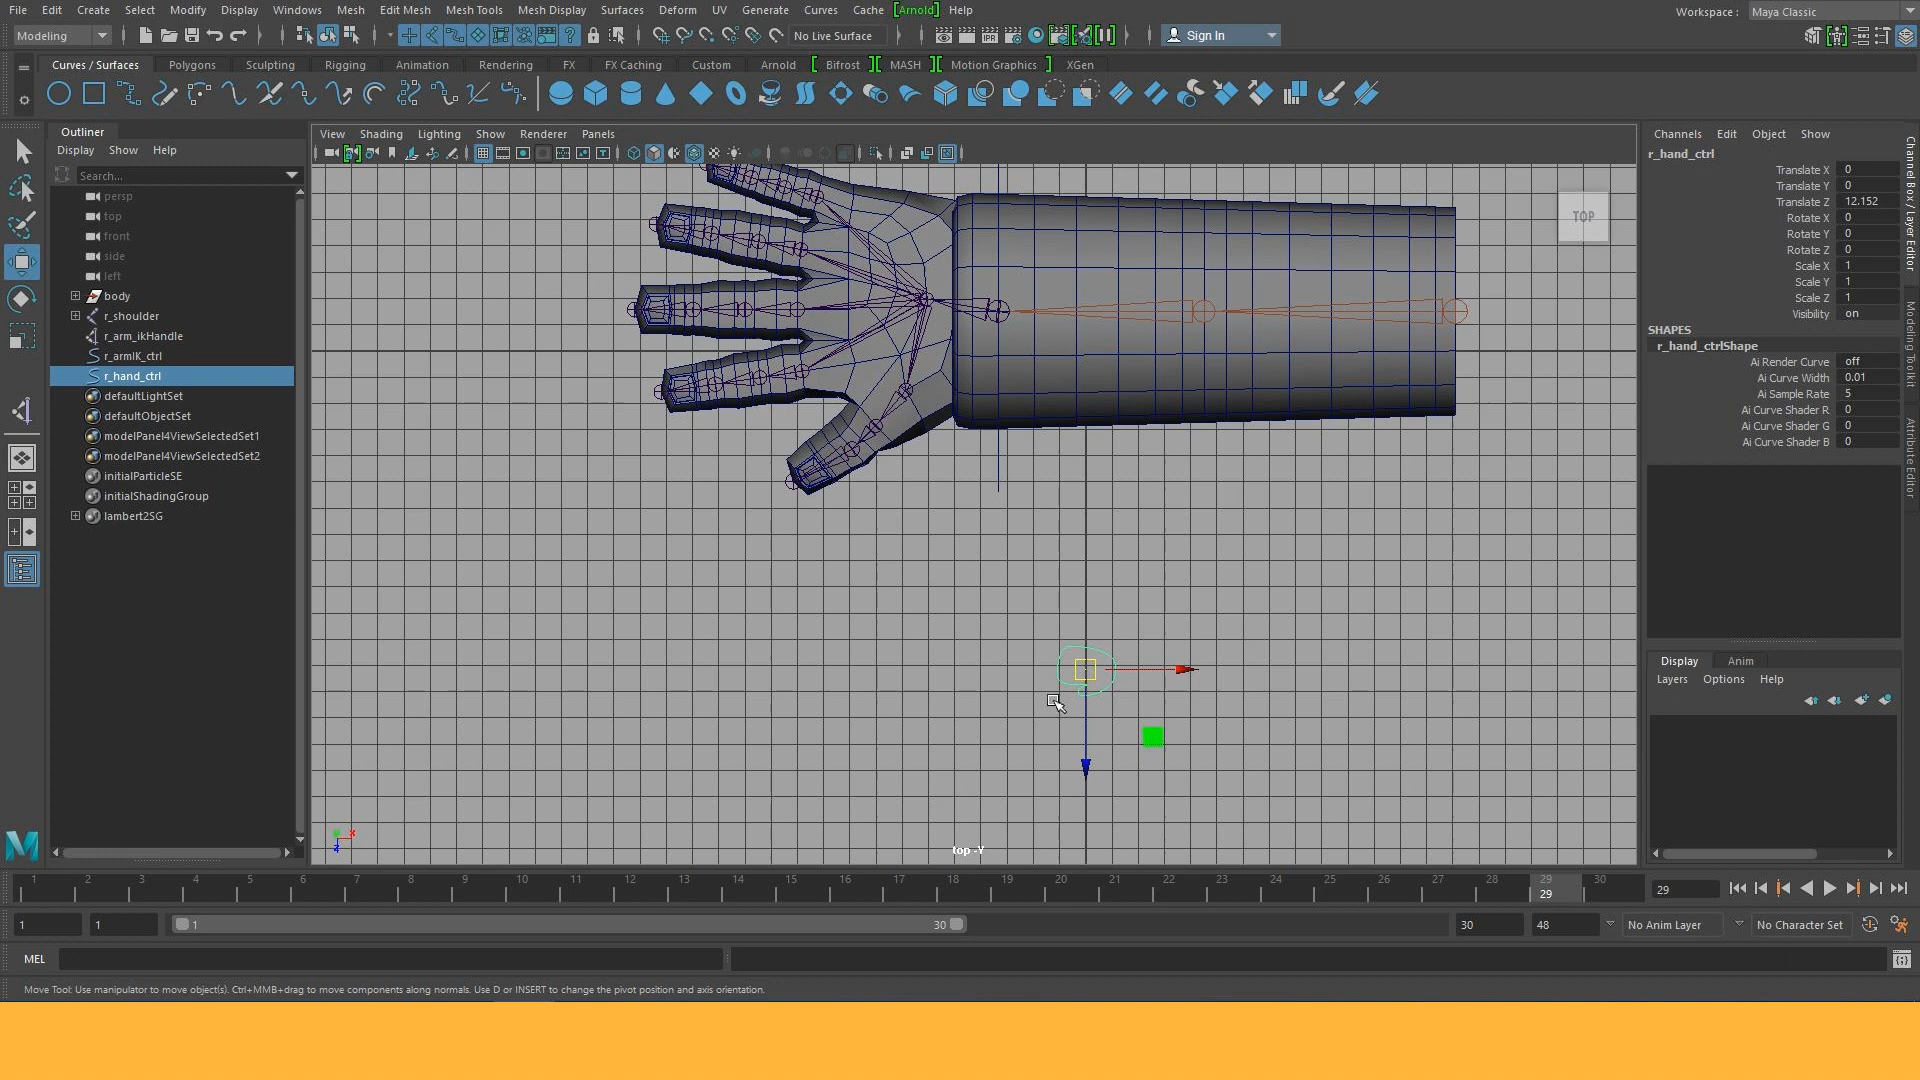 File Edit Create Select Modify Display Windows Mesh Edit Mesh Mesh Tools Mesh Display Surfaces Deform UV Generate Curves Cache Arnold Help
Workspace : Maya Classic
Modeling
No Live Surface
Sign In
Curves / Surfaces Polygons Sculpting Rigging Animation Rendering FX FX Caching Custom Arnold Bifrost MASH Motion Graphics XGen
Outliner
Display Show Help
Search...
persp
top
front
side
left
body
r_shoulder
r_arm_ikHandle
r_armIK_ctrl
r_hand_ctrl
defaultLightSet
defaultObjectSet
modelPanel4ViewSelectedSet1
modelPanel4ViewSelectedSet2
initialParticleSE
initialShadingGroup
lambert2SG
View Shading Lighting Show Renderer Panels
IPR
TOP
top -Y
x
z
Channels Edit Object Show
r_hand_ctrl
Translate X 0
Translate Y 0
Translate Z 12.152
Rotate X 0
Rotate Y 0
Rotate Z 0
Scale X 1
Scale Y 1
Scale Z 1
Visibility on
SHAPES
r_hand_ctrlShape
Ai Render Curve off
Ai Curve Width 0.01
Ai Sample Rate 5
Ai Curve Shader R 0
Ai Curve Shader G 0
Ai Curve Shader B 0
Channel Box / Layer Editor
Modeling Toolkit
Attribute Editor
Display Anim
Layers Options Help
1 2 3 4 5 6 7 8 9 10 11 12 13 14 15 16 17 18 19 20 21 22 23 24 25 26 27 28 29 30
29
29
1 1 1 30 30 48 No Anim Layer No Character Set
MEL
Move Tool: Use manipulator to move object(s). Ctrl+MMB+drag to move components along normals. Use D or INSERT to change the pivot position and axis orientation.